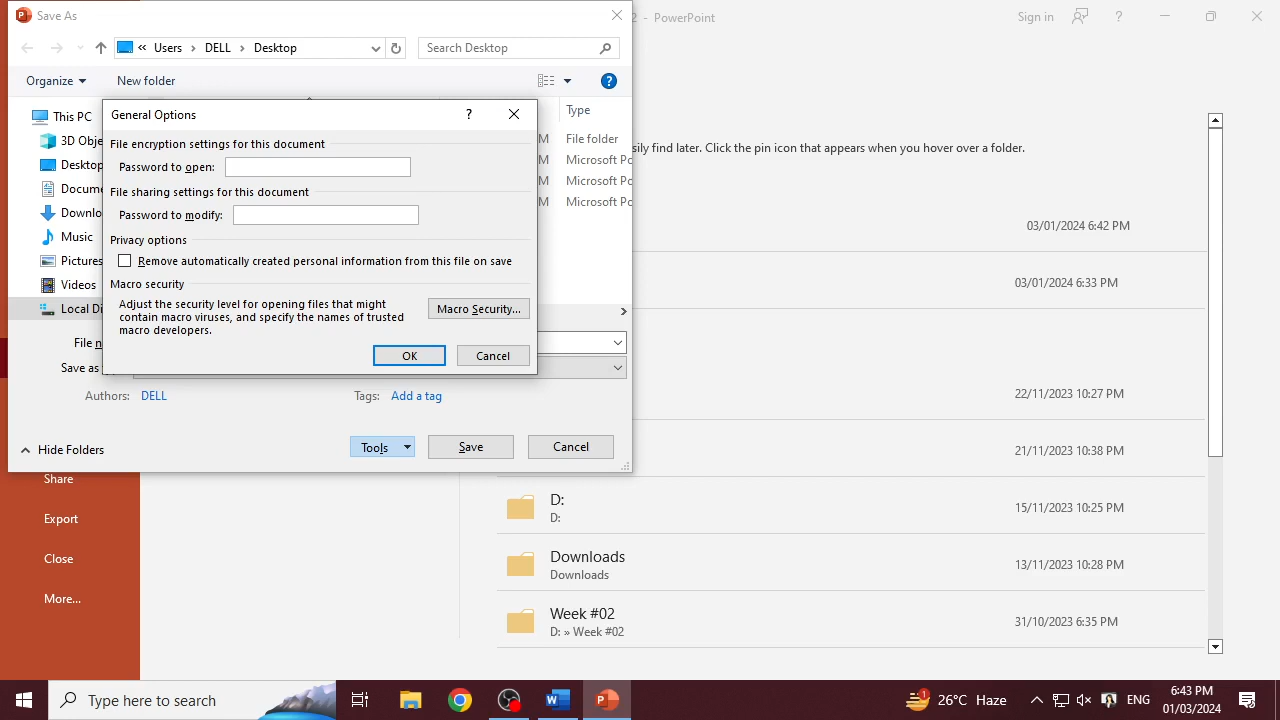 Save As
2 - PowerPoint
Sign in
?
« Users > DELL > Desktop
Search Desktop
Organize
New folder
?
This PC
3D Obje
Desktop
Docume
Downlo
Music
Pictures
Videos
Local Di
Type
M File folder
M Microsoft Po
M Microsoft Po
M Microsoft Po
General Options
?
File encryption settings for this document
Password to open:
File sharing settings for this document
Password to modify:
Privacy options
Remove automatically created personal information from this file on save
Macro security
Adjust the security level for opening files that might
contain macro viruses, and specify the names of trusted
macro developers.
Macro Security...
OK
Cancel
File n
Save as
Authors: DELL
Tags: Add a tag
Hide Folders
Tools
Save
Cancel
sily find later. Click the pin icon that appears when you hover over a folder.
03/01/2024 6:42 PM
03/01/2024 6:33 PM
22/11/2023 10:27 PM
21/11/2023 10:38 PM
D:
D:
15/11/2023 10:25 PM
Downloads
Downloads
13/11/2023 10:28 PM
Week #02
D: » Week #02
31/10/2023 6:35 PM
Share
Export
Close
More...
Type here to search
1
26°C Haze
ENG
6:43 PM
01/03/2024